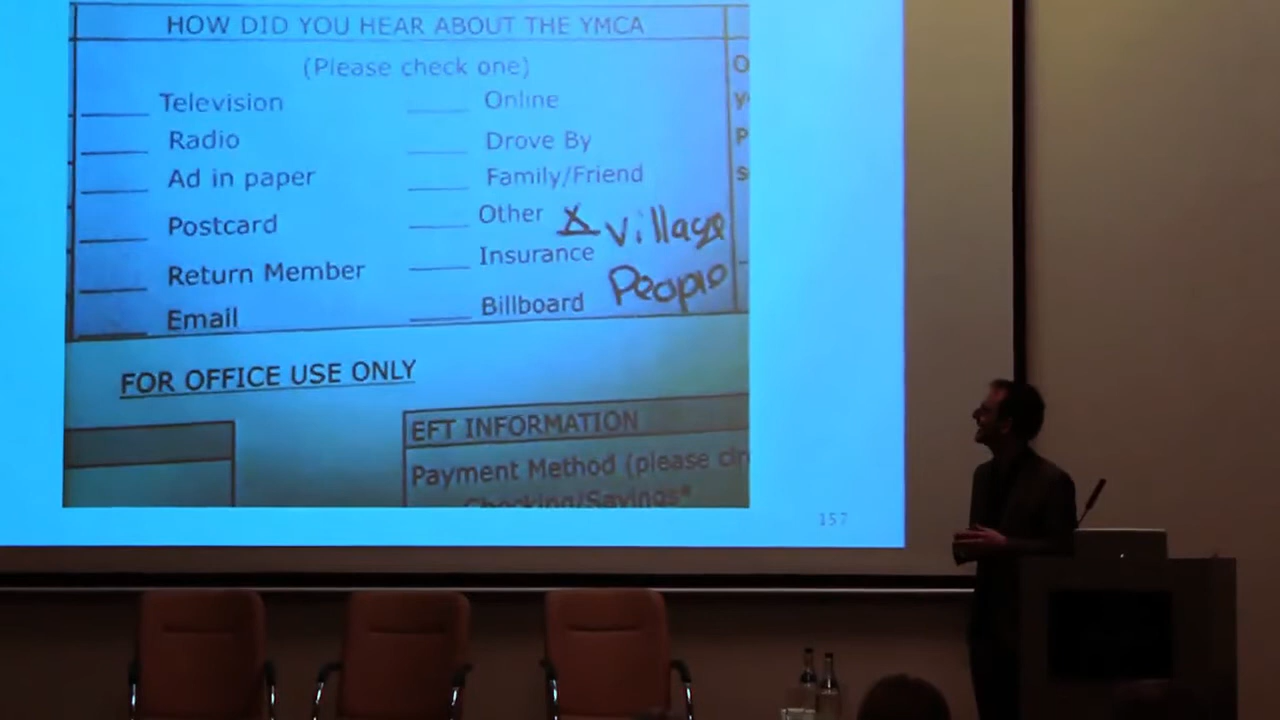 HOW DID YOU HEAR ABOUT THE YMCA
(Please check one)
Television
Radio
Ad in paper
Postcard
Return Member
Email
Online
Drove By
Family/Friend
Other X Village
People
Insurance
Billboard
FOR OFFICE USE ONLY
EFT INFORMATION
Payment Method (please
Checking/Savings*
157